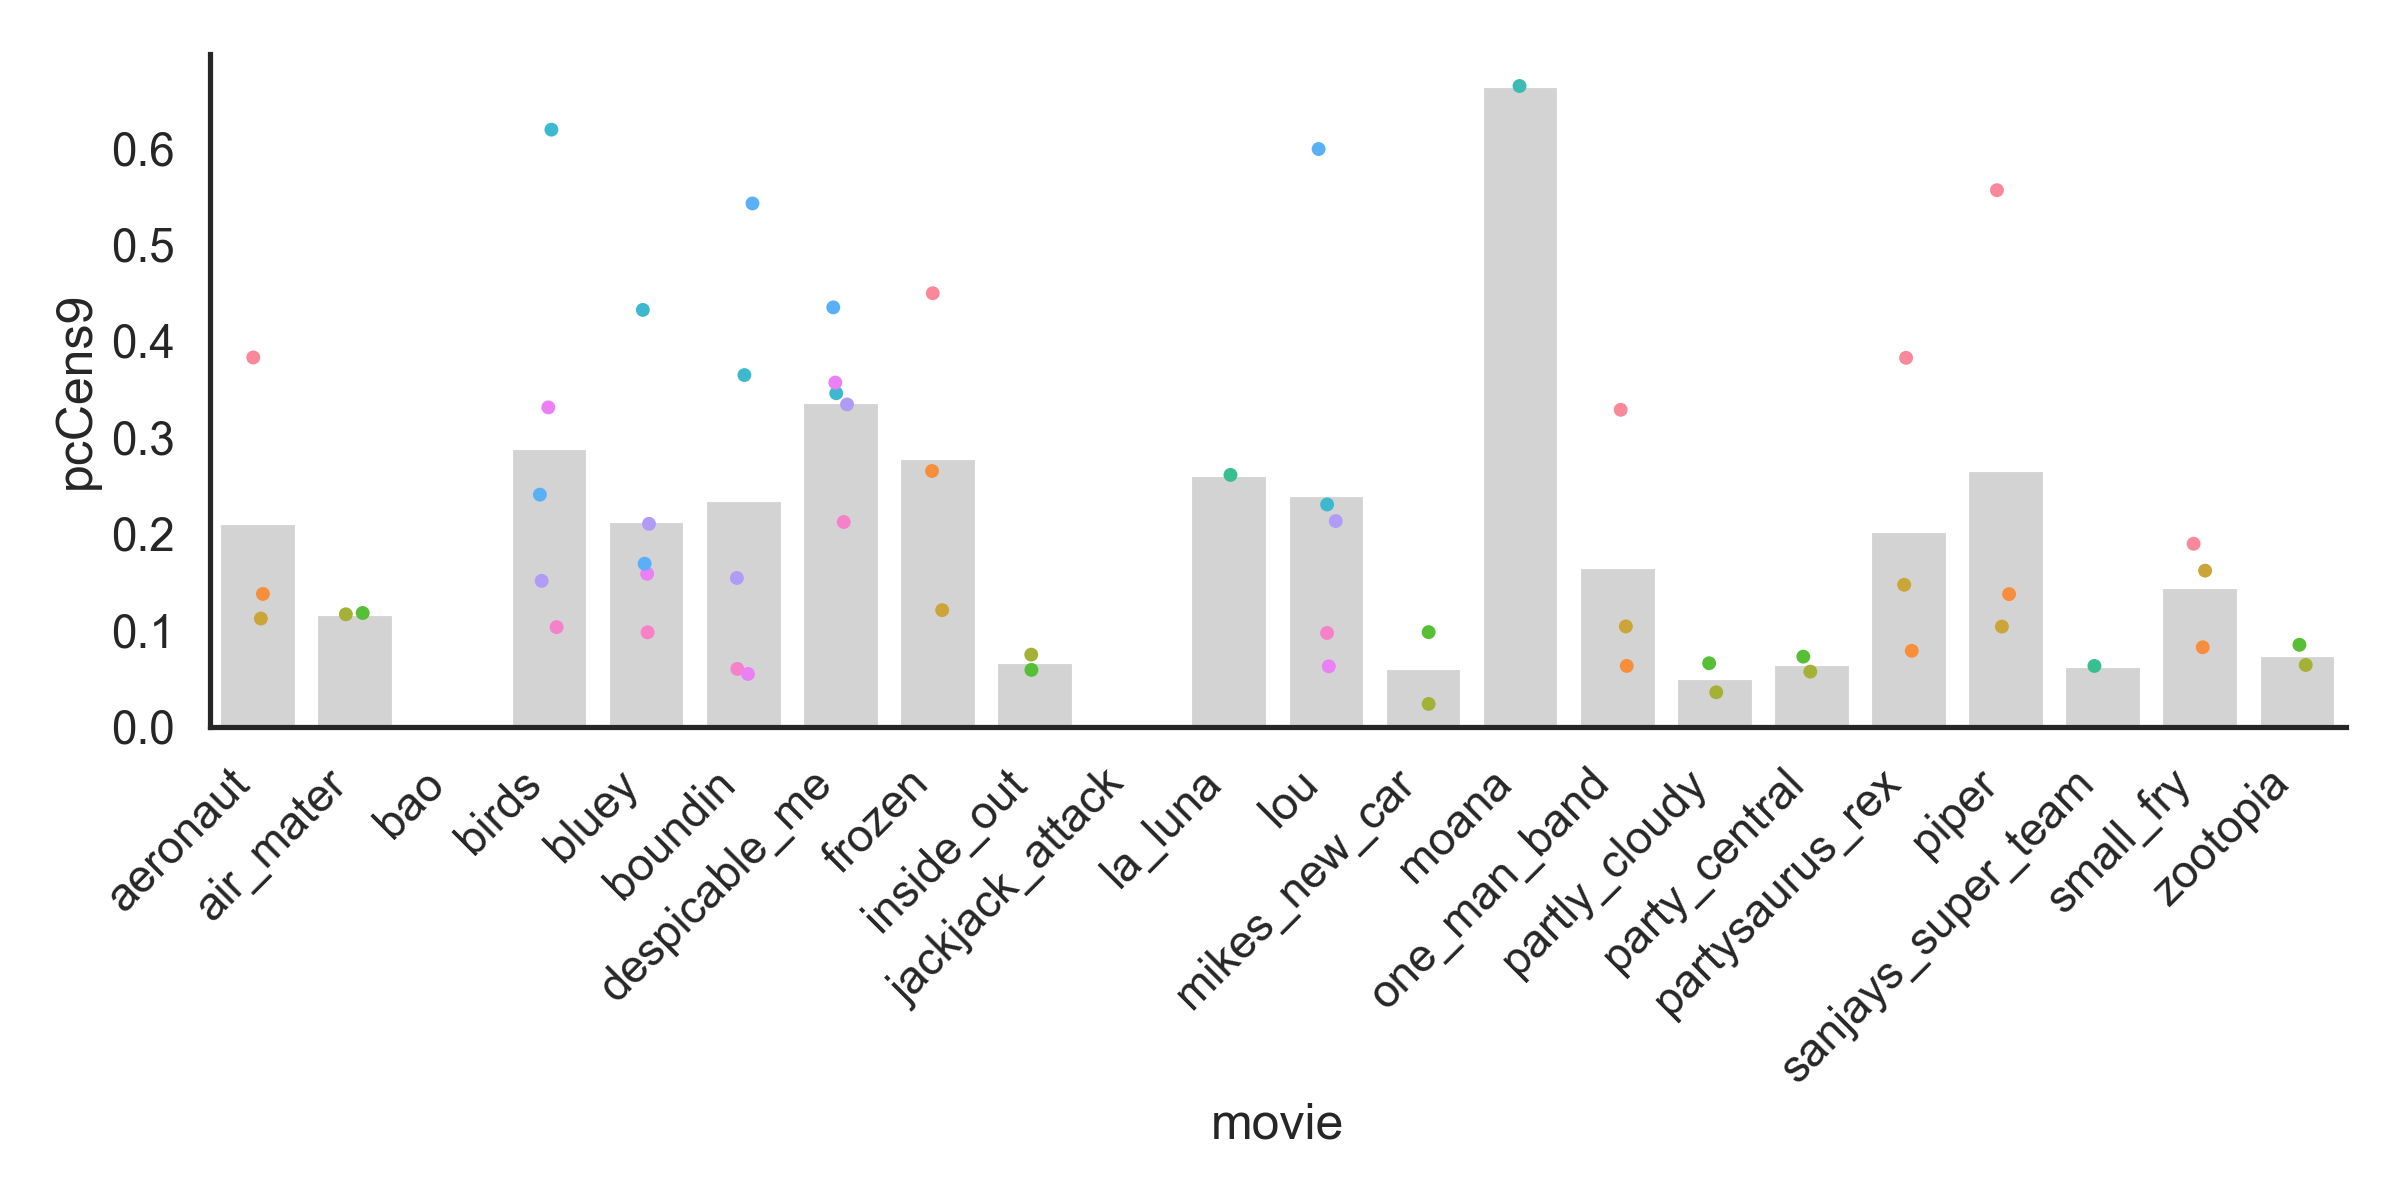 pcCens9
0.6
0.5
0.4
0.3
0.2
0.1
0.0
aeronaut
air_mater
bao
birds
bluey
boundin
despicable_me
frozen
inside_out
jackjack_attack
la_luna
lou
mikes_new_car
moana
one_man_band
partly_cloudy
party_central
partysaurus_rex
piper
sanjays_super_team
small_fry
zootopia
movie